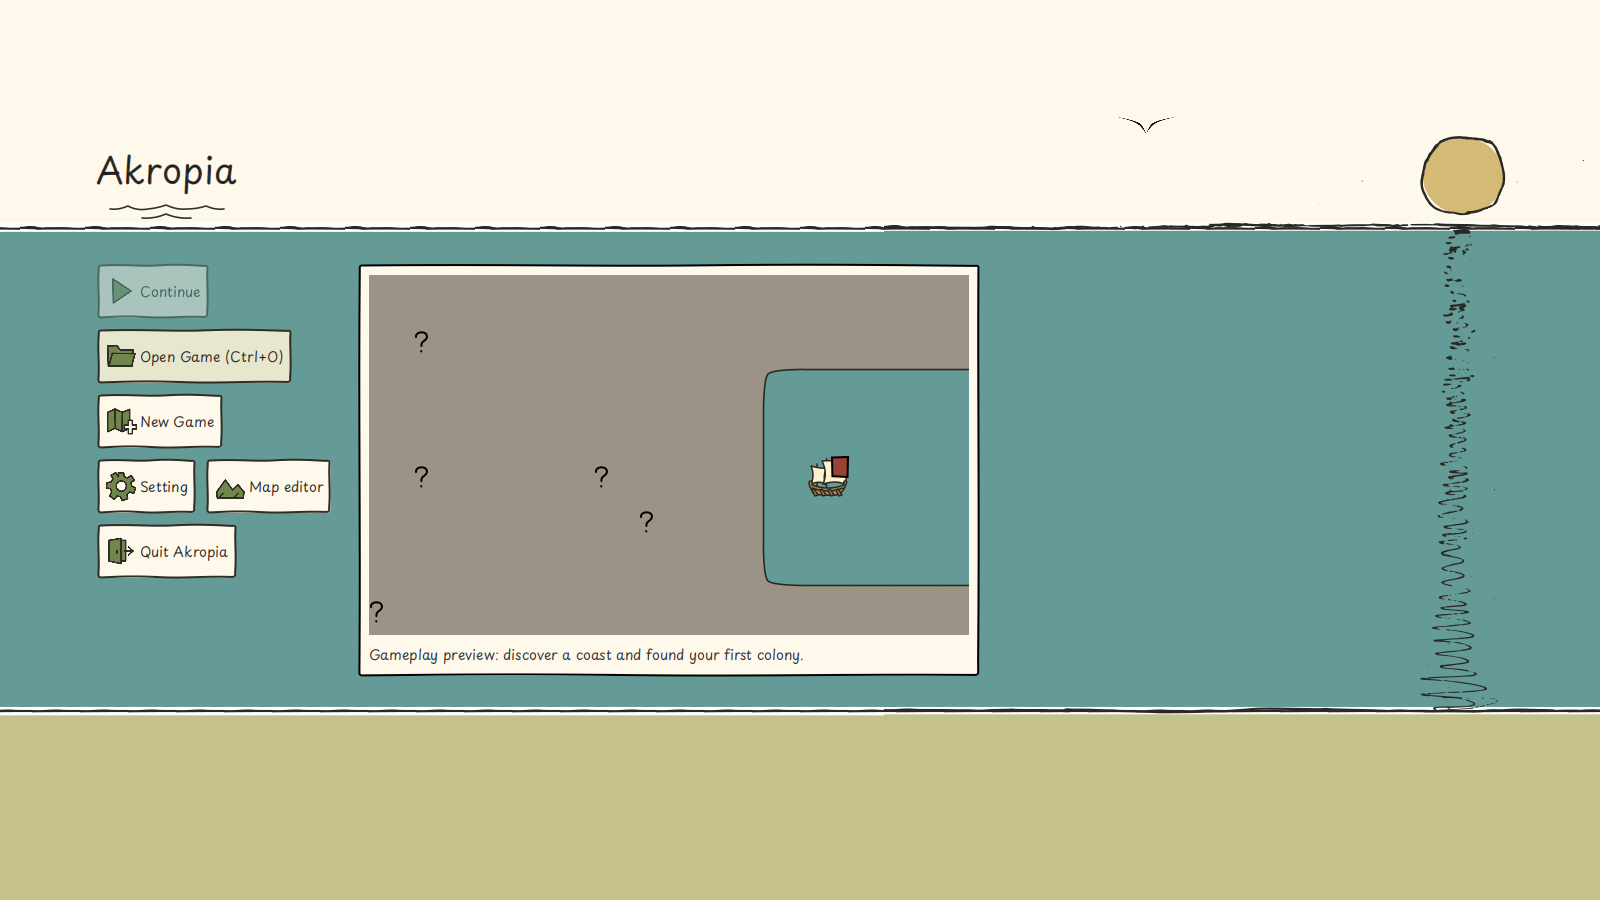 Akropia
Continue
Open Game (Ctrl+O)
New Game
Setting
Map editor
Quit Akropia
?
?
?
?
?
Gameplay preview: discover a coast and found your first colony.